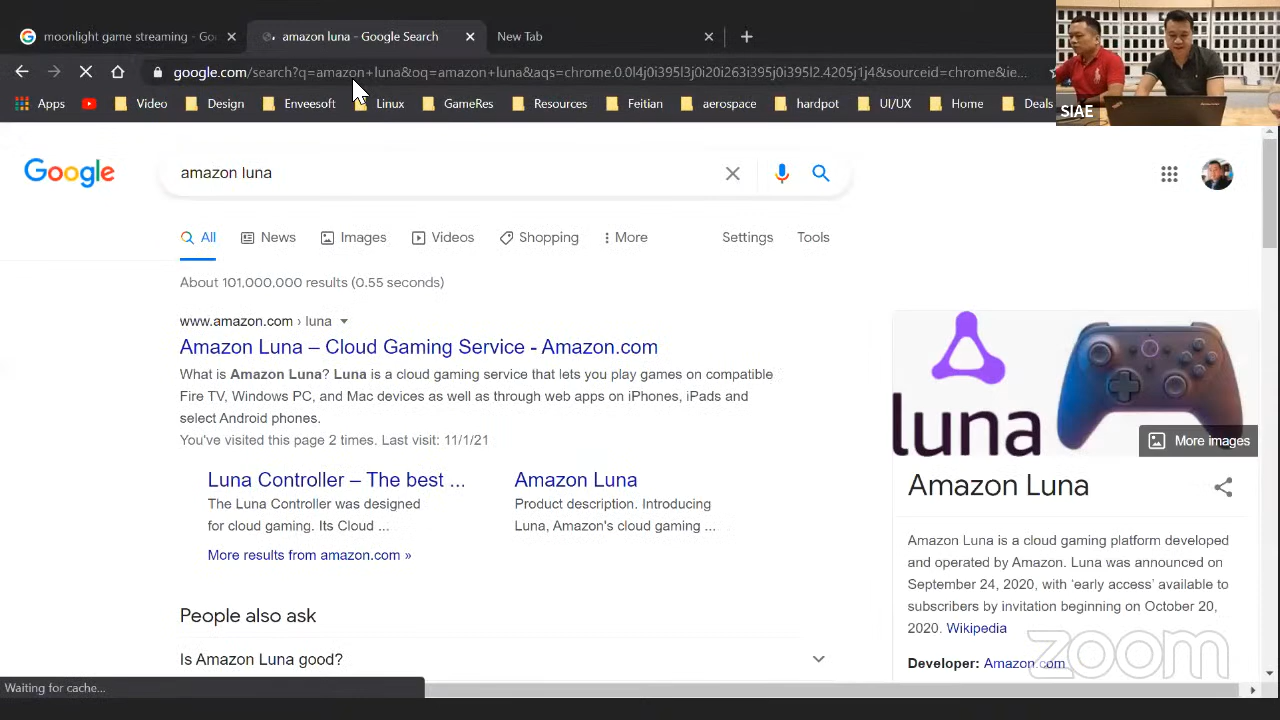 moonlight game streaming - Go
amazon luna - Google Search
New Tab
google.com/search?q=amazon+luna&oq=amazon+luna&aqs=chrome.0.0l4j0i395l3j0i20i263i395j0i395l2.4205j1j4&sourceid=chrome&ie...
Apps Video Design Enveesoft Linux GameRes Resources Feitian aerospace hardpot UI/UX Home Deals
SIAE
Google
amazon luna
All News Images Videos Shopping More Settings Tools
About 101,000,000 results (0.55 seconds)
www.amazon.com › luna
Amazon Luna – Cloud Gaming Service - Amazon.com
What is Amazon Luna? Luna is a cloud gaming service that lets you play games on compatible
Fire TV, Windows PC, and Mac devices as well as through web apps on iPhones, iPads and
select Android phones.
You've visited this page 2 times. Last visit: 11/1/21
Luna Controller – The best ...
The Luna Controller was designed
for cloud gaming. Its Cloud ...
Amazon Luna
Product description. Introducing
Luna, Amazon's cloud gaming ...
More results from amazon.com »
People also ask
Is Amazon Luna good?
luna
More images
Amazon Luna
Amazon Luna is a cloud gaming platform developed
and operated by Amazon. Luna was announced on
September 24, 2020, with 'early access' available to
subscribers by invitation beginning on October 20,
2020. Wikipedia
Developer: Amazon.com
zoom
Waiting for cache...